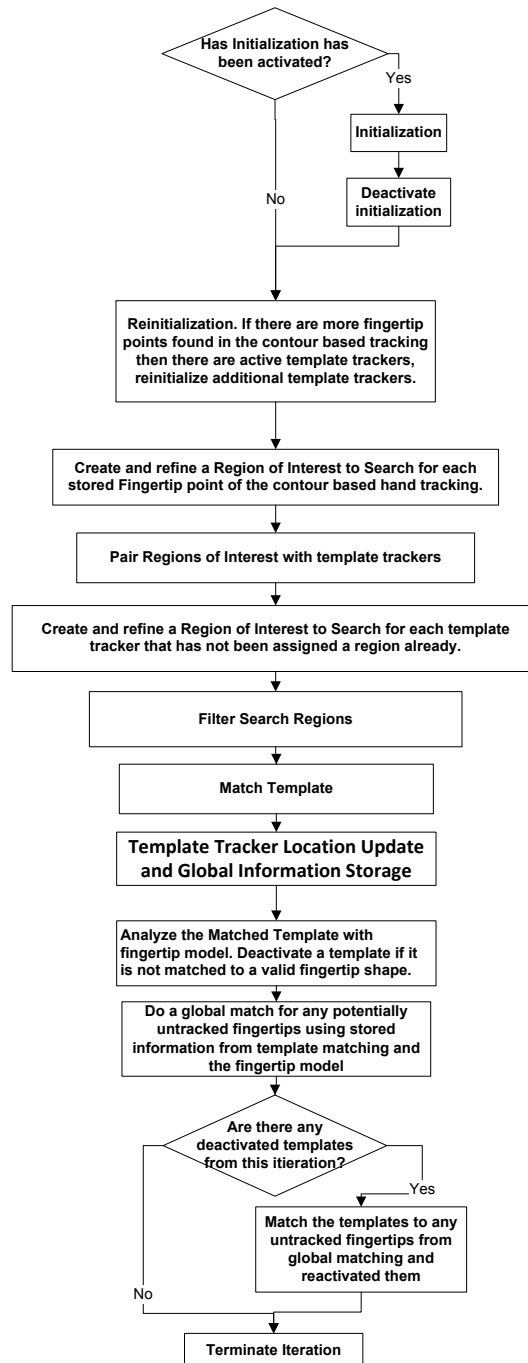 Has Initialization has
been activated?
Yes
Initialization
Deactivate
initialization
No
Reinitialization. If there are more fingertip
points found in the contour based tracking
then there are active template trackers,
reinitialize additional template trackers.
Create and refine a Region of Interest to Search for each
stored Fingertip point of the contour based hand tracking.
Pair Regions of Interest with template trackers
Create and refine a Region of Interest to Search for each template
tracker that has not been assigned a region already.
Filter Search Regions
Match Template
Template Tracker Location Update
and Global Information Storage
Analyze the Matched Template with
fingertip model. Deactivate a template if it
is not matched to a valid fingertip shape.
Do a global match for any potentially
untracked fingertips using stored
information from template matching and
the fingertip model
Are there any
deactivated templates
from this itieration?
Yes
Match the templates to any
untracked fingertips from
global matching and
reactivated them
No
Terminate Iteration